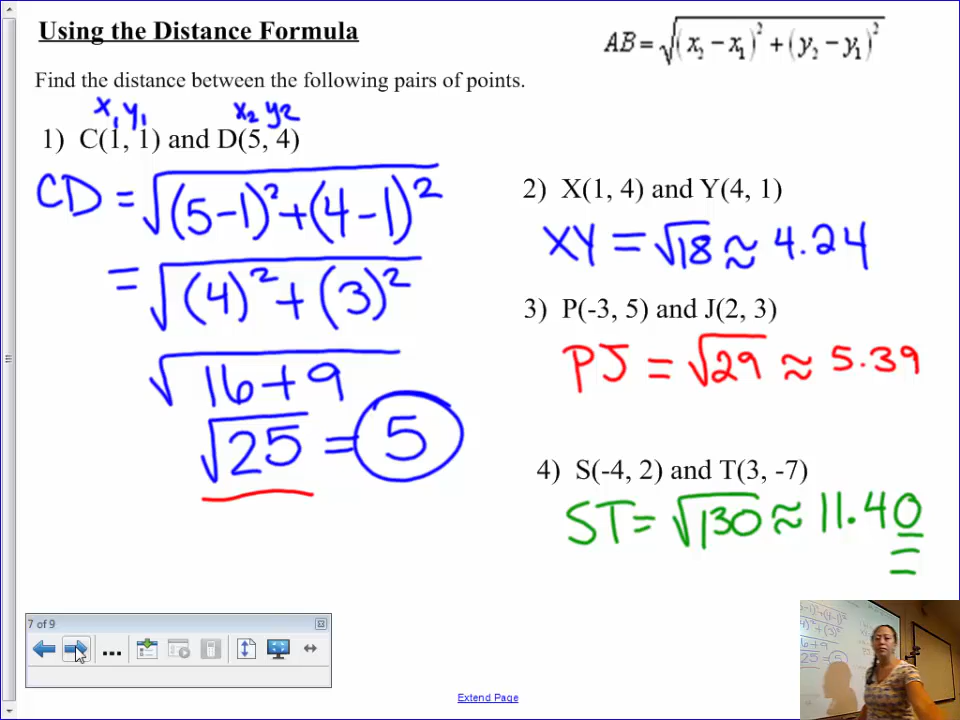 Using the Distance Formula
AB = √(x₂ − x₁)² + (y₂ − y₁)²
Find the distance between the following pairs of points.
x₁ y₁ x₂ y2
1) C(1, 1) and D(5, 4)
CD = √(5-1)² + (4-1)²
= √(4)² + (3)²
√16+9
√25 = 5
2) X(1, 4) and Y(4, 1)
XY = √18 ≈ 4.24
3) P(-3, 5) and J(2, 3)
PJ = √29 ≈ 5.39
4) S(-4, 2) and T(3, -7)
ST = √130 ≈ 11.40
7 of 9
...
Extend Page